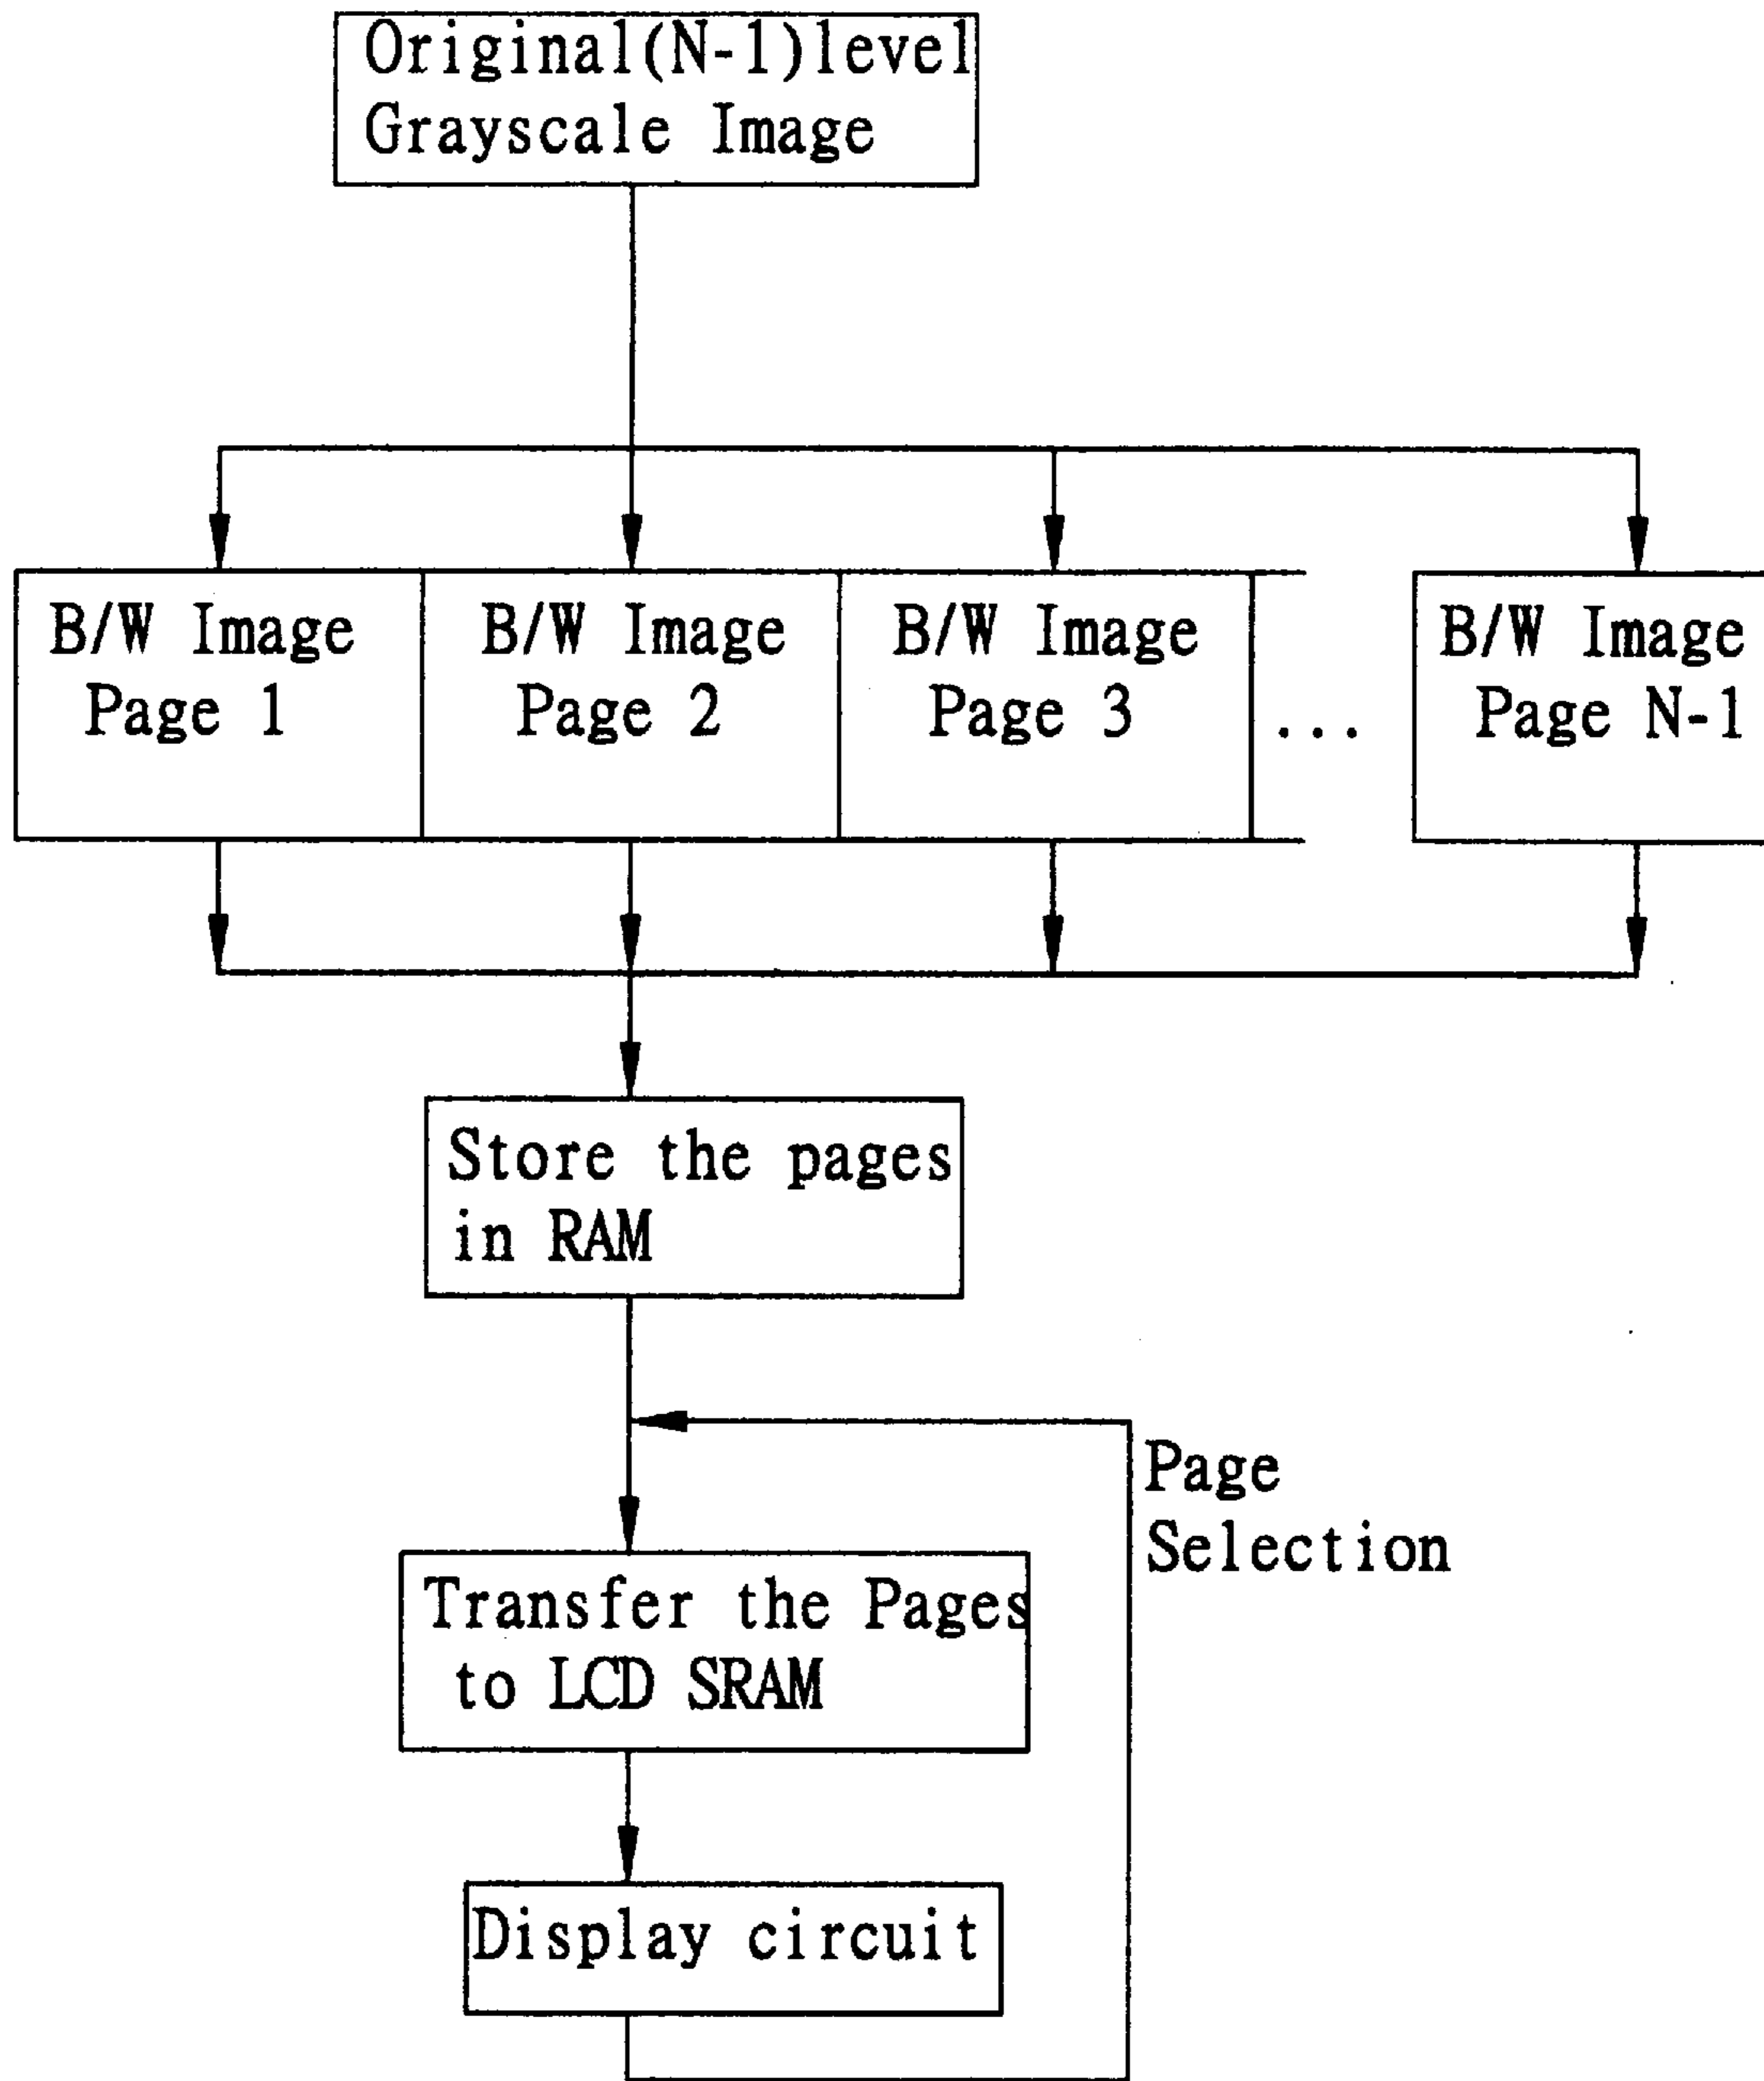 Original(N-1)level
Grayscale Image
B/W Image
Page 1
B/W Image
Page 2
B/W Image
Page 3
...
B/W Image
Page N-1
Store the pages
in RAM
Page
Selection
Transfer the Pages
to LCD SRAM
Display circuit